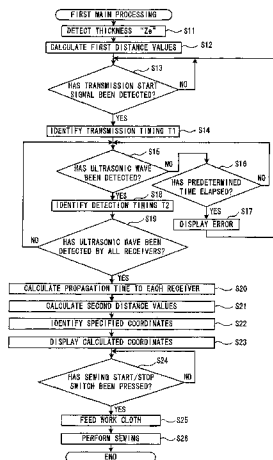 FIRST MAIN PROCESSING
S11
DETECT THICKNESS "Ze"
S12
CALCULATE FIRST DISTANCE VALUES
S13
HAS TRANSMISSION START
SIGNAL BEEN DETECTED?
NO
YES
S14
IDENTIFY TRANSMISSION TIMING T1
S15
HAS ULTRASONIC WAVE
BEEN DETECTED?
NO
S16
HAS PREDETERMINED
TIME ELAPSED?
NO
YES
S18
IDENTIFY DETECTION TIMING T2
YES
S17
DISPLAY ERROR
S19
HAS ULTRASONIC WAVE BEEN DETECTED
BY ALL RECEIVERS?
NO
YES
CALCULATE PROPAGATION TIME TO EACH RECEIVER
S20
CALCULATE SECOND DISTANCE VALUES
S21
IDENTIFY SPECIFIED COORDINATES
S22
DISPLAY CALCULATED COORDINATES
S23
S24
HAS SEWING START/STOP
SWITCH BEEN PRESSED?
NO
YES
FEED WORK CLOTH
S25
PERFORM SEWING
S26
END